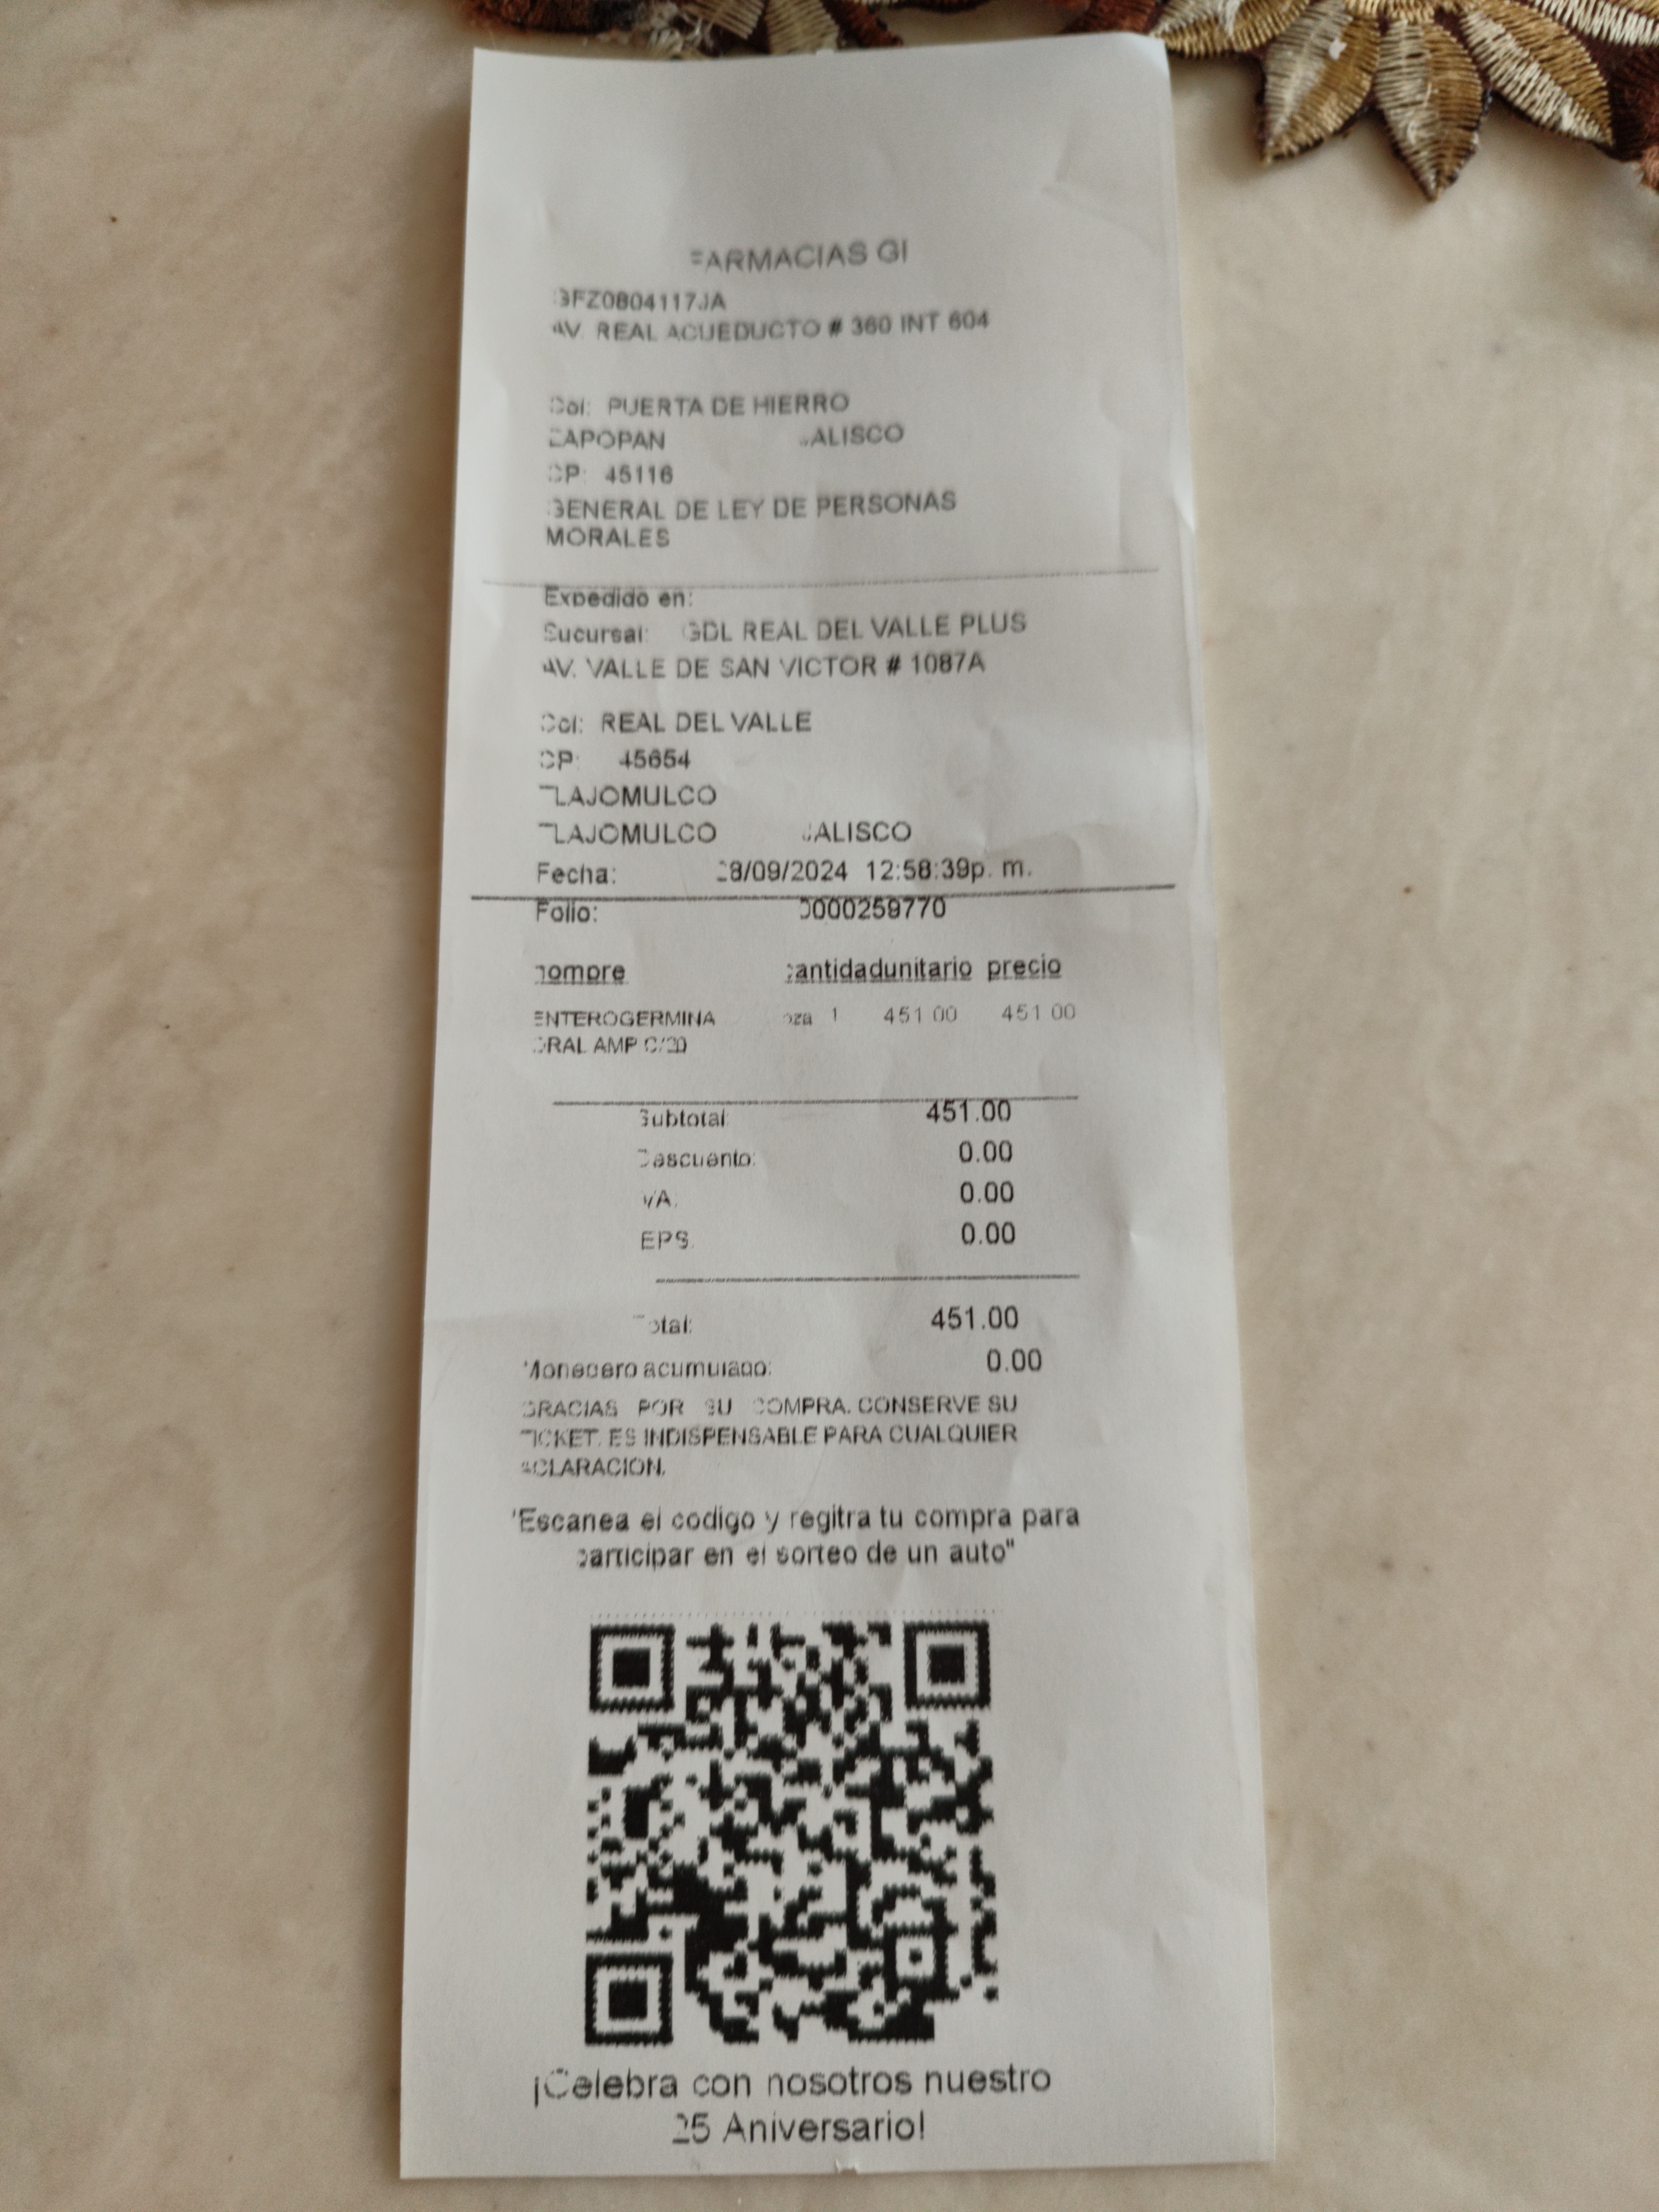 FARMACIAS GI
GFZ0804117JA
AV. REAL ACUEDUCTO # 360 INT 604
Col: PUERTA DE HIERRO
ZAPOPAN JALISCO
CP: 45116
GENERAL DE LEY DE PERSONAS
MORALES
Expedido en:
Sucursal: GDL REAL DEL VALLE PLUS
AV. VALLE DE SAN VICTOR # 1087A
Col: REAL DEL VALLE
CP: 45654
TLAJOMULCO
TLAJOMULCO JALISCO
Fecha: 28/09/2024 12:58:39p. m.
Folio: 0000259770
nombre cantidadunitario precio
ENTEROGERMINA pza 1 451.00 451.00
ORAL AMP C/20
Subtotal: 451.00
Descuento: 0.00
IVA: 0.00
IEPS: 0.00
Total: 451.00
*Monedero acumulado: 0.00
GRACIAS POR SU COMPRA. CONSERVE SU
TICKET. ES INDISPENSABLE PARA CUALQUIER
ACLARACION.
"Escanea el codigo y regitra tu compra para
participar en el sorteo de un auto"
¡Celebra con nosotros nuestro
25 Aniversario!